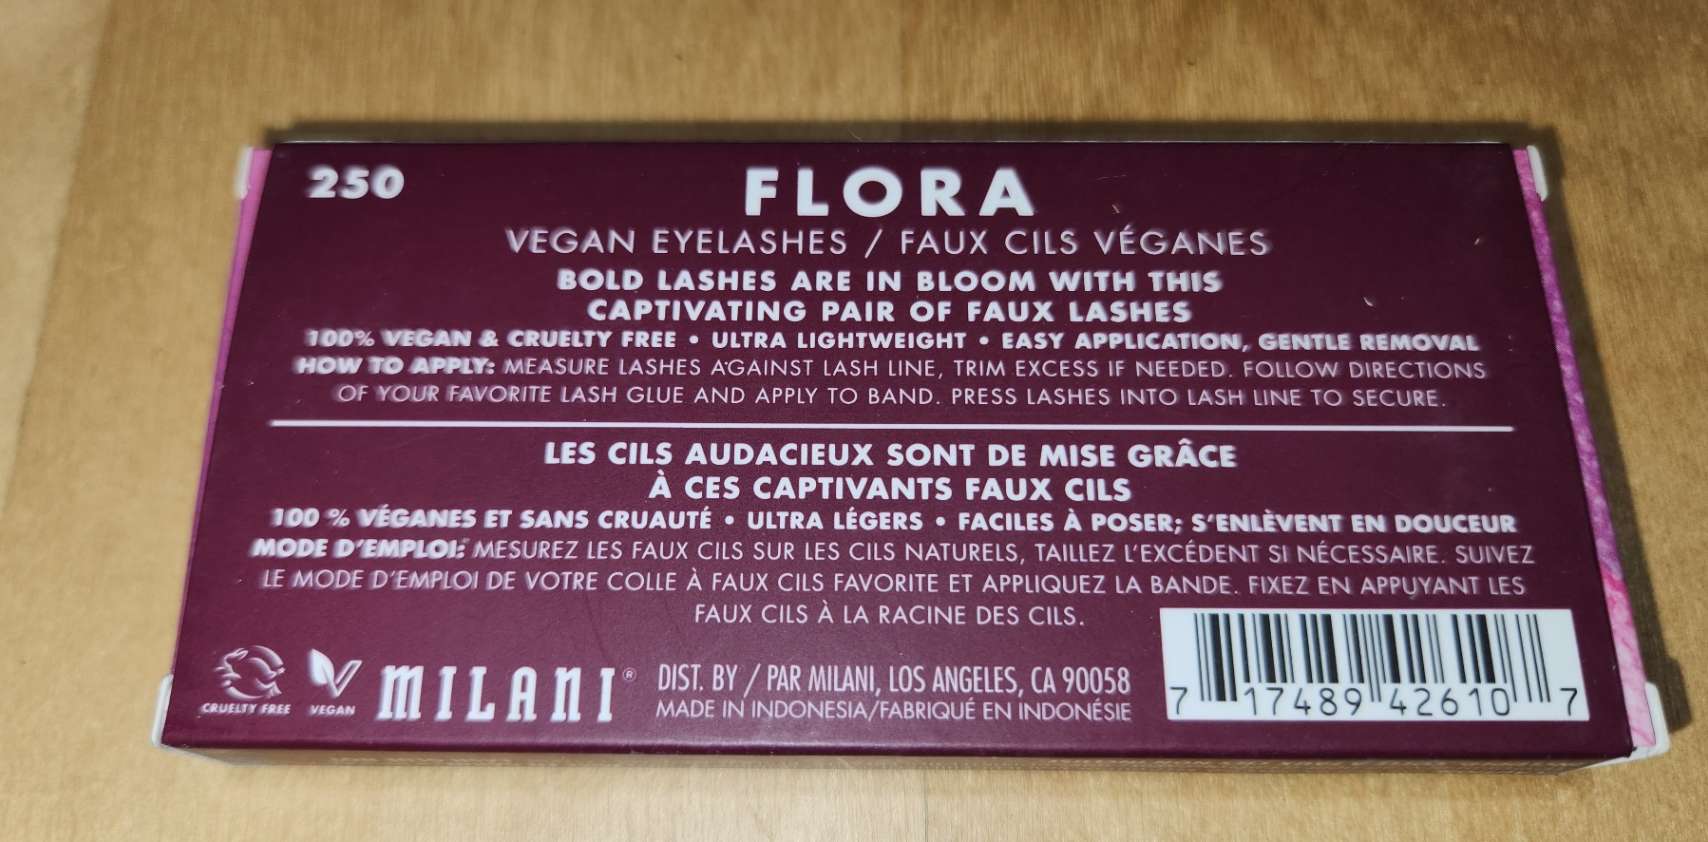 250
FLORA
VEGAN EYELASHES / FAUX CILS VÉGANES
BOLD LASHES ARE IN BLOOM WITH THIS
CAPTIVATING PAIR OF FAUX LASHES
100% VEGAN & CRUELTY FREE • ULTRA LIGHTWEIGHT • EASY APPLICATION, GENTLE REMOVAL
HOW TO APPLY: MEASURE LASHES AGAINST LASH LINE, TRIM EXCESS IF NEEDED. FOLLOW DIRECTIONS
OF YOUR FAVORITE LASH GLUE AND APPLY TO BAND. PRESS LASHES INTO LASH LINE TO SECURE.
LES CILS AUDACIEUX SONT DE MISE GRÂCE
À CES CAPTIVANTS FAUX CILS
100 % VÉGANES ET SANS CRUAUTÉ • ULTRA LÉGERS • FACILES À POSER; S'ENLÈVENT EN DOUCEUR
MODE D'EMPLOI: MESUREZ LES FAUX CILS SUR LES CILS NATURELS, TAILLEZ L'EXCÉDENT SI NÉCESSAIRE. SUIVEZ
LE MODE D'EMPLOI DE VOTRE COLLE À FAUX CILS FAVORITE ET APPLIQUEZ LA BANDE. FIXEZ EN APPUYANT LES
FAUX CILS À LA RACINE DES CILS.
CRUELTY FREE
VEGAN
MILANI®
DIST. BY / PAR MILANI, LOS ANGELES, CA 90058
MADE IN INDONESIA/FABRIQUÉ EN INDONÉSIE
7 17489 42610 7